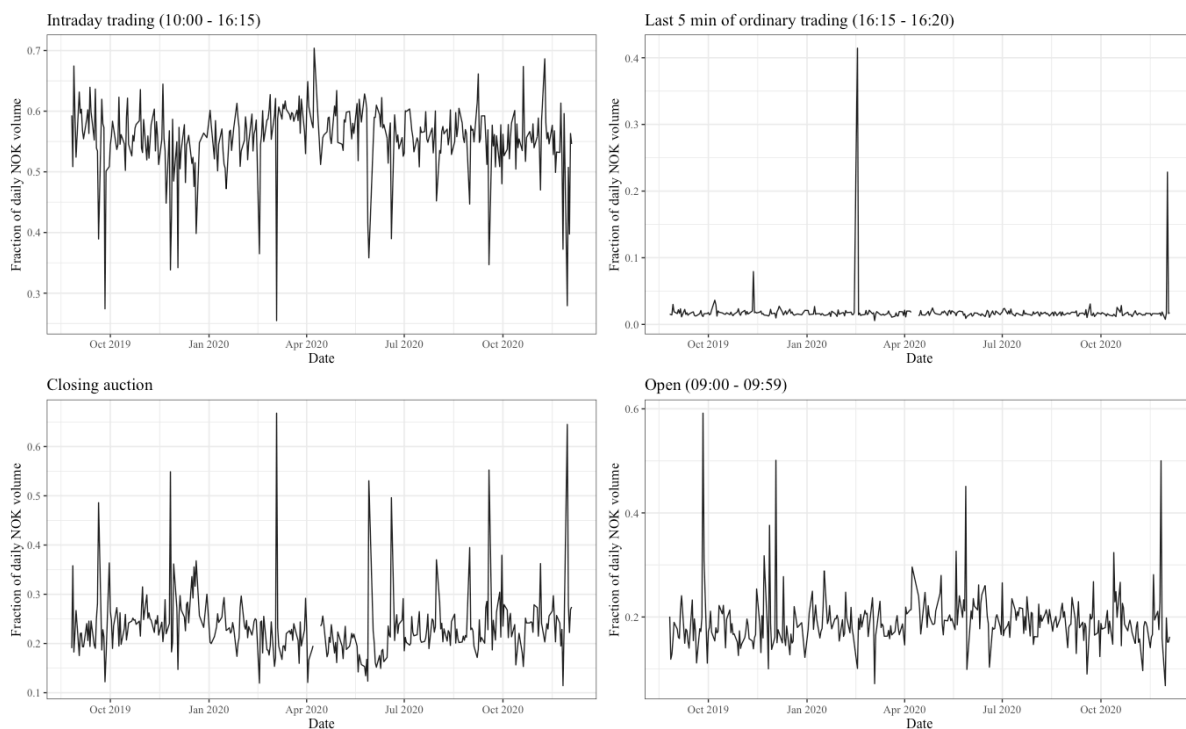 Intraday trading (10:00 - 16:15)
Fraction of daily NOK volume
0.7
0.6
0.5
0.4
0.3
Oct 2019 Jan 2020 Apr 2020 Jul 2020 Oct 2020
Date
Last 5 min of ordinary trading (16:15 - 16:20)
Fraction of daily NOK volume
0.4
0.3
0.2
0.1
0.0
Oct 2019 Jan 2020 Apr 2020 Jul 2020 Oct 2020
Date
Closing auction
Fraction of daily NOK volume
0.6
0.5
0.4
0.3
0.2
0.1
Oct 2019 Jan 2020 Apr 2020 Jul 2020 Oct 2020
Date
Open (09:00 - 09:59)
Fraction of daily NOK volume
0.6
0.4
0.2
Oct 2019 Jan 2020 Apr 2020 Jul 2020 Oct 2020
Date